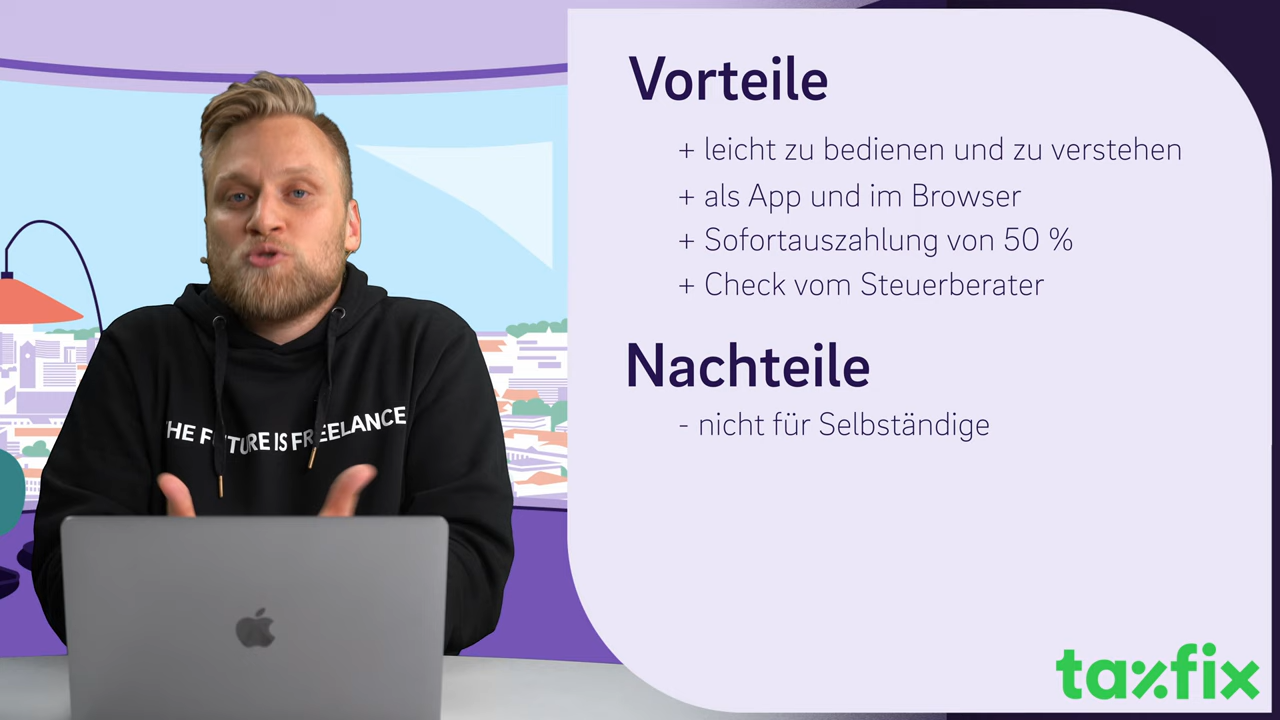 Vorteile
+ leicht zu bedienen und zu verstehen
+ als App und im Browser
+ Sofortauszahlung von 50 %
+ Check vom Steuerberater
Nachteile
- nicht für Selbständige
THE FUTURE IS FREELANCE
taxfix